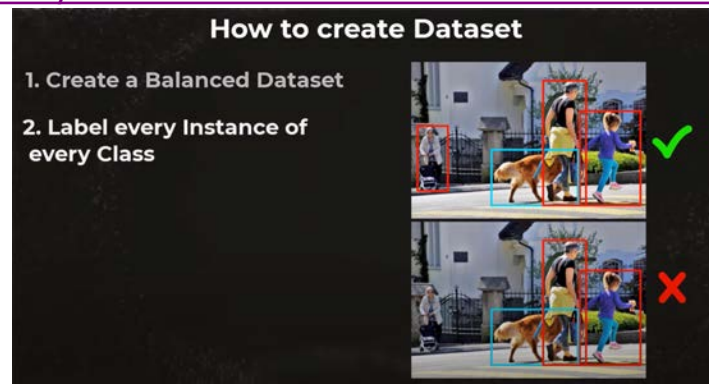 How to create Dataset
1. Create a Balanced Dataset
2. Label every Instance of
every Class